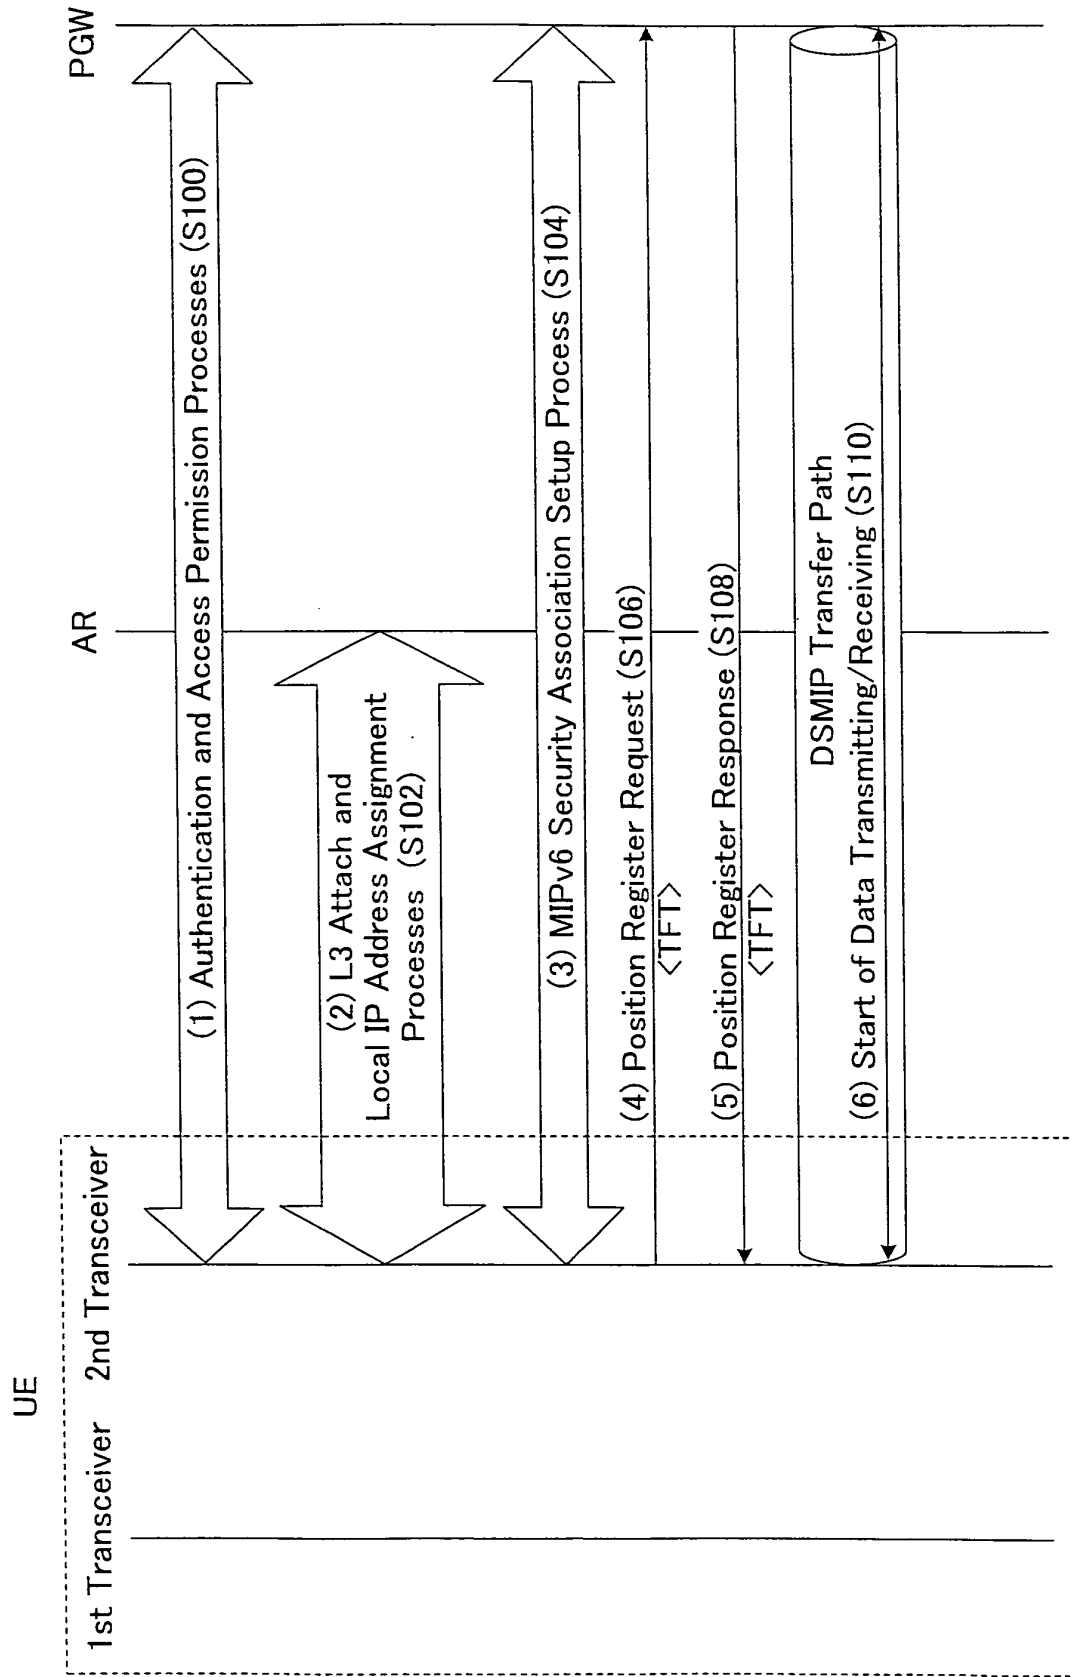 UE
1st Transceiver
2nd Transceiver
AR
PGW
(1) Authentication and Access Permission Processes (S100)
(2) L3 Attach and
Local IP Address Assignment
Processes (S102)
(3) MIPv6 Security Association Setup Process (S104)
(4) Position Register Request (S106)
<TFT>
(5) Position Register Response (S108)
<TFT>
DSMIP Transfer Path
(6) Start of Data Transmitting/Receiving (S110)